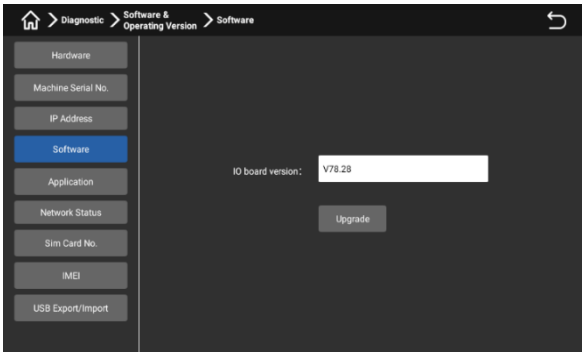 Diagnostic
Software &
Operating Version
Software
Hardware
Machine Serial No.
IP Address
Software
Application
Network Status
Sim Card No.
IMEI
USB Export/Import
IO board version:
V78.28
Upgrade